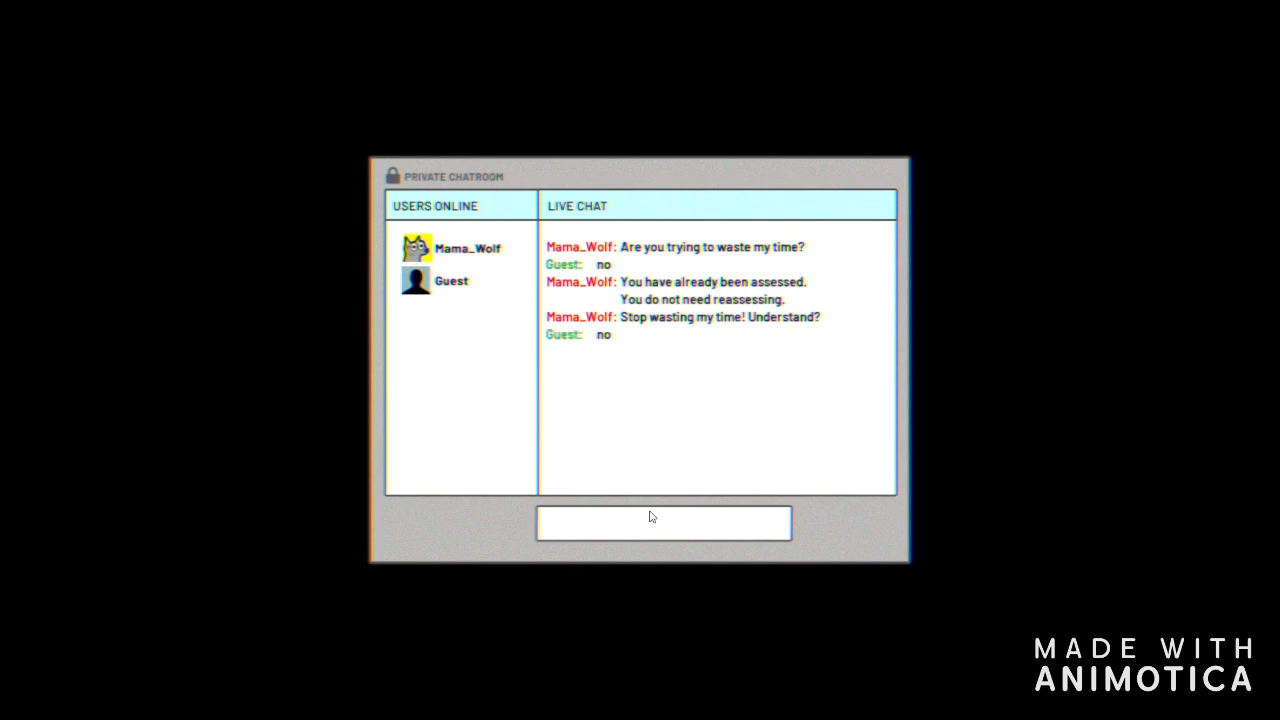 PRIVATE CHATROOM
USERS ONLINE
LIVE CHAT
Mama_Wolf
Guest
Mama_Wolf: Are you trying to waste my time?
Guest: no
Mama_Wolf: You have already been assessed.
You do not need reassessing.
Mama_Wolf: Stop wasting my time! Understand?
Guest: no
MADE WITH
ANIMOTICA